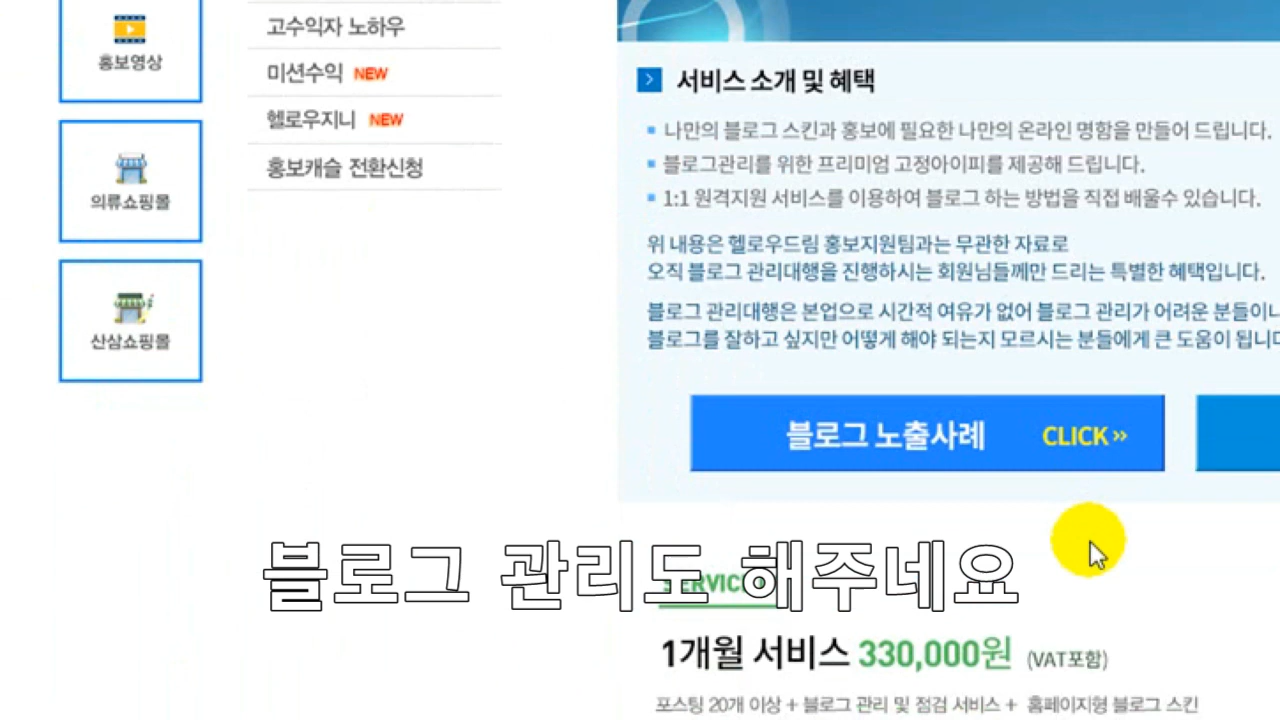 홍보영상
의류쇼핑몰
산삼쇼핑몰
고수익자 노하우
미션수익 NEW
헬로우지니 NEW
홍보캐슬 전환신청
서비스 소개 및 혜택
나만의 블로그 스킨과 홍보에 필요한 나만의 온라인 명함을 만들어 드립니다.
블로그관리를 위한 프리미엄 고정아이피를 제공해 드립니다.
1:1 원격지원 서비스를 이용하여 블로그 하는 방법을 직접 배울수 있습니다.
위 내용은 헬로우드림 홍보지원팀과는 무관한 자료로
오직 블로그 관리대행을 진행하시는 회원님들께만 드리는 특별한 혜택입니다.
블로그 관리대행은 본업으로 시간적 여유가 없어 블로그 관리가 어려운 분들이나
블로그를 잘하고 싶지만 어떻게 해야 되는지 모르시는 분들에게 큰 도움이 됩니다
블로그 노출사례 CLICK »
블로그 관리도 해주네요
1개월 서비스 330,000원 (VAT포함)
포스팅 20개 이상 + 블로그 관리 및 점검 서비스 + 홈페이지형 블로그 스킨